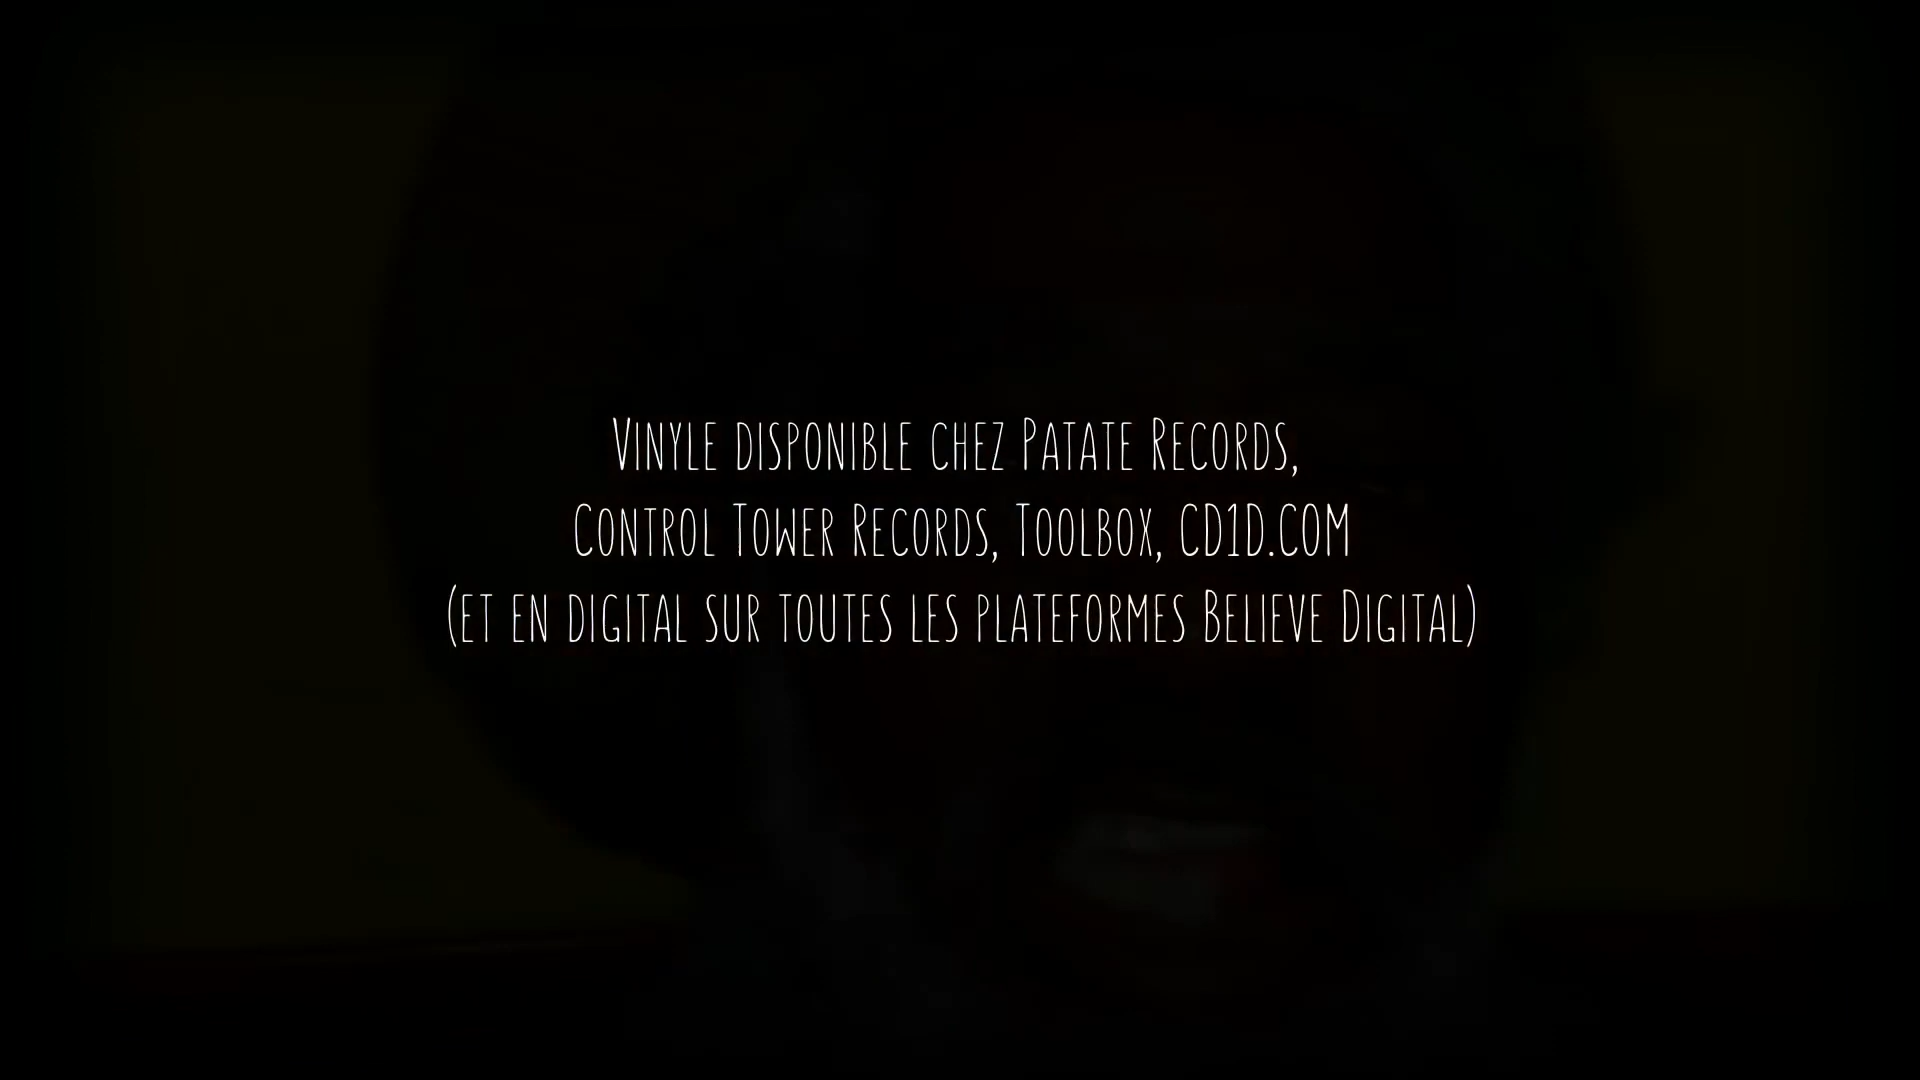 Vinyle disponible chez Patate Records,
Control Tower Records, Toolbox, CD1D.COM
(et en digital sur toutes les plateformes Believe Digital)